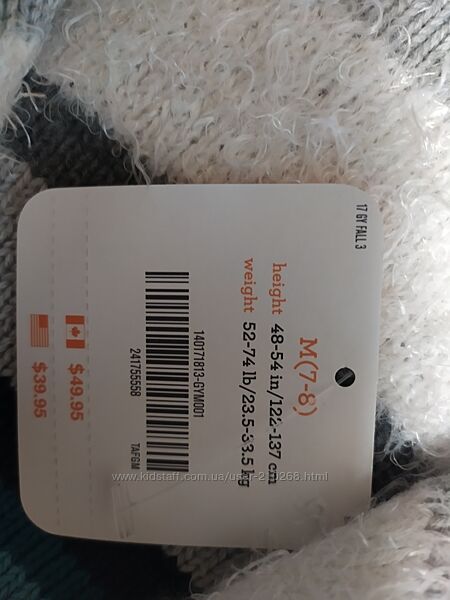 17 GY FALL 3
M(7-8)
height 48-54 in/122-137 cm
weight 52-74 lb/23.5-33.5 kg
140171813-GYM001
241755558
TAFGM
$49.95
$39.95